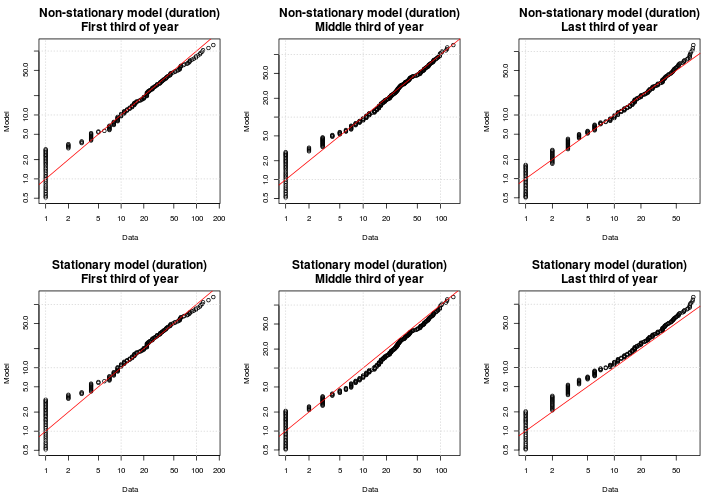 Non-stationary model (duration)
First third of year
Model
0.5 1.0 2.0 5.0 10.0 50.0
1 2 5 10 20 50 100 200
Data
Non-stationary model (duration)
Middle third of year
Model
0.5 1.0 2.0 5.0 20.0 50.0
1 2 5 10 20 50 100
Data
Non-stationary model (duration)
Last third of year
Model
0.5 1.0 2.0 5.0 10.0 50.0
1 2 5 10 20 50
Data
Stationary model (duration)
First third of year
Model
0.5 1.0 2.0 5.0 10.0 50.0
1 2 5 10 20 50 100 200
Data
Stationary model (duration)
Middle third of year
Model
0.5 1.0 2.0 5.0 20.0 50.0
1 2 5 10 20 50 100
Data
Stationary model (duration)
Last third of year
Model
0.5 1.0 2.0 5.0 10.0 50.0
1 2 5 10 20 50
Data